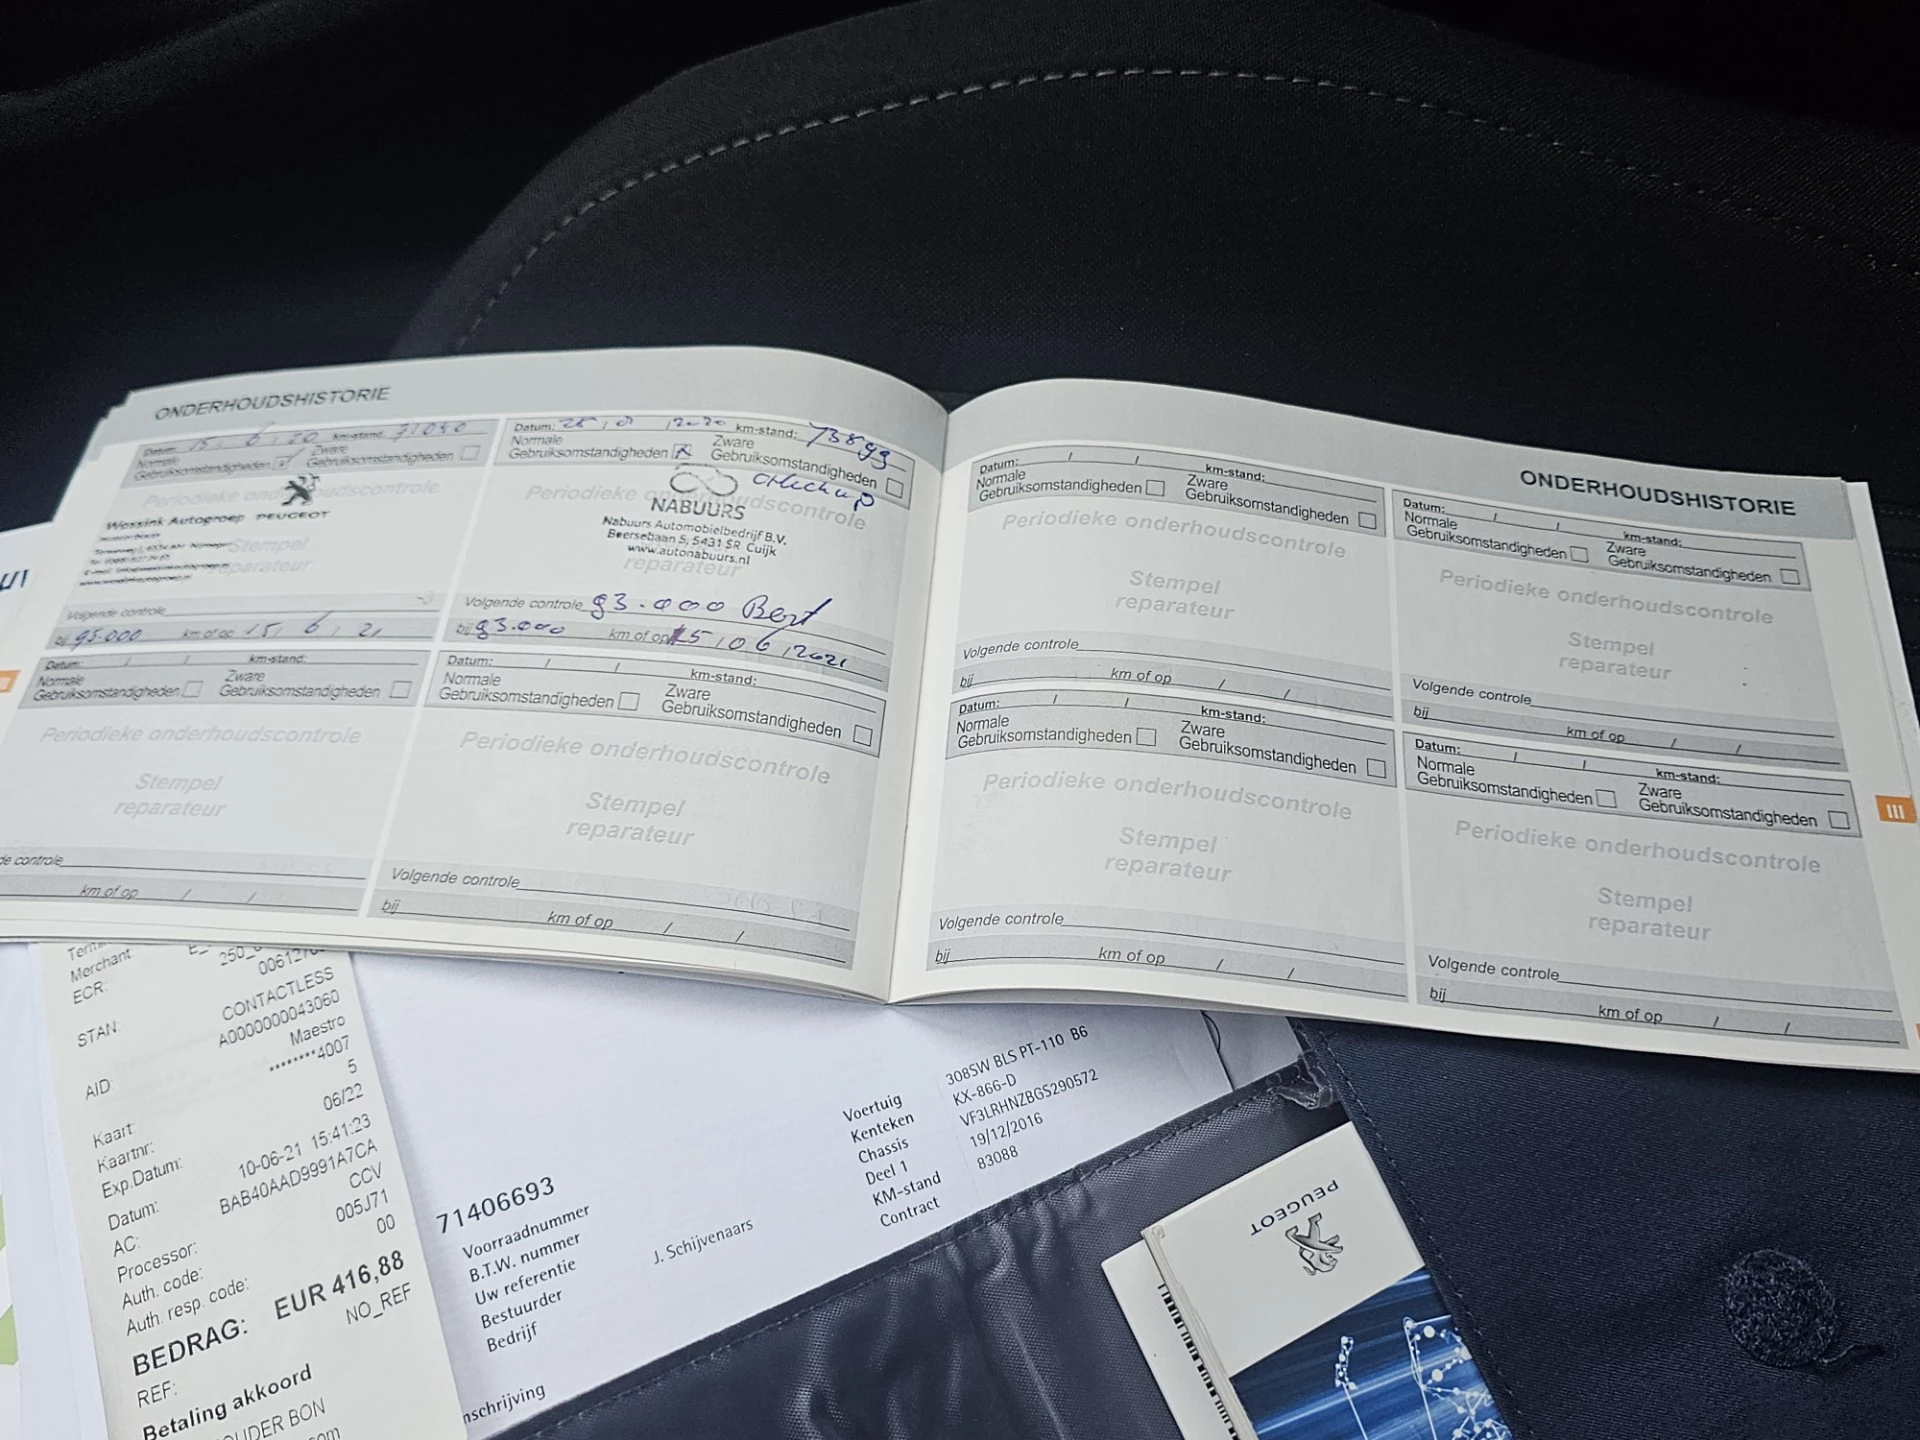 ONDERHOUDSHISTORIE
Datum: 15 / 6 / 20 km-stand: 71050
Normale Gebruiksomstandigheden
Zware Gebruiksomstandigheden
Periodieke onderhoudscontrole
Wessink Autogroep PEUGEOT
Stempel
reparateur
Volgende controle
bij 95.000 km of op 15 / 6 / 21
Datum: / / 2020 km-stand: 73899
Normale
Gebruiksomstandigheden
Zware
Gebruiksomstandigheden
Periodieke onderhoudscontrole
NABUURS
Nabuurs Automobielbedrijf B.V.
Beersebaan 5, 5431 SR Cuijk
www.autonabuurs.nl
reparateur
Volgende controle 93.000 Bert
bij 93.000 km of op 15 / 06 / 2021
Datum: / / km-stand:
Normale
Gebruiksomstandigheden
Zware
Gebruiksomstandigheden
Periodieke onderhoudscontrole
Stempel
reparateur
de controle
km of op / /
Datum: / / km-stand:
Normale
Gebruiksomstandigheden
Zware
Gebruiksomstandigheden
Periodieke onderhoudscontrole
Stempel
reparateur
Volgende controle
bij km of op / /
ONDERHOUDSHISTORIE
Datum: / / km-stand:
Normale
Gebruiksomstandigheden
Zware
Gebruiksomstandigheden
Periodieke onderhoudscontrole
Stempel
reparateur
Volgende controle
bij km of op / /
Datum: / / km-stand:
Normale
Gebruiksomstandigheden
Zware
Gebruiksomstandigheden
Periodieke onderhoudscontrole
Stempel
reparateur
Volgende controle
bij km of op / /
Datum: / / km-stand:
Normale
Gebruiksomstandigheden
Zware
Gebruiksomstandigheden
Periodieke onderhoudscontrole
Stempel
reparateur
Volgende controle
bij km of op / /
Datum: / / km-stand:
Normale
Gebruiksomstandigheden
Zware
Gebruiksomstandigheden
Periodieke onderhoudscontrole
Stempel
reparateur
Volgende controle
bij km of op / /
III
Merchant
ECR:
STAN:
CONTACTLESS
AID: A0000000043060
Maestro
Kaart:
Kaartnr: ********4007
5
Exp.Datum: 06/22
Datum: 10-06-21 15:41:23
AC: BAB40AAD9991A7CA
Processor: CCV
Auth. code: 005J71
Auth. resp. code: 00
BEDRAG: EUR 416,88
REF: NO_REF
Betaling akkoord
71406693
Voorraadnummer
B.T.W. nummer
Uw referentie
Bestuurder J. Schijvenaars
Bedrijf
nschrijving
Voertuig 308SW BLS PT-110 B6
Kenteken KX-866-D
Chassis VF3LRHNZBGS290572
Deel 1 19/12/2016
KM-stand 83088
Contract
PEUGEOT